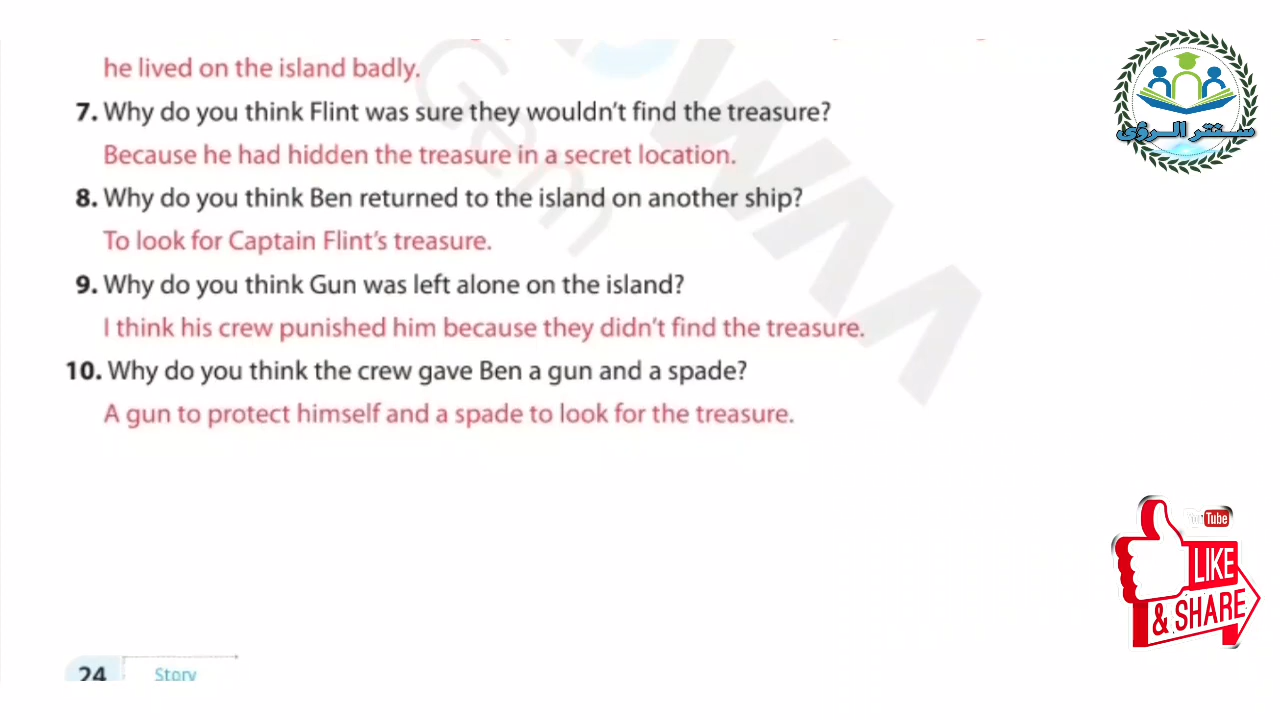 he lived on the island badly.
7. Why do you think Flint was sure they wouldn't find the treasure?
Because he had hidden the treasure in a secret location.
8. Why do you think Ben returned to the island on another ship?
To look for Captain Flint's treasure.
9. Why do you think Gun was left alone on the island?
I think his crew punished him because they didn't find the treasure.
10. Why do you think the crew gave Ben a gun and a spade?
A gun to protect himself and a spade to look for the treasure.
24 Story
سنتر الرؤى
YouTube
LIKE
& SHARE
Gem